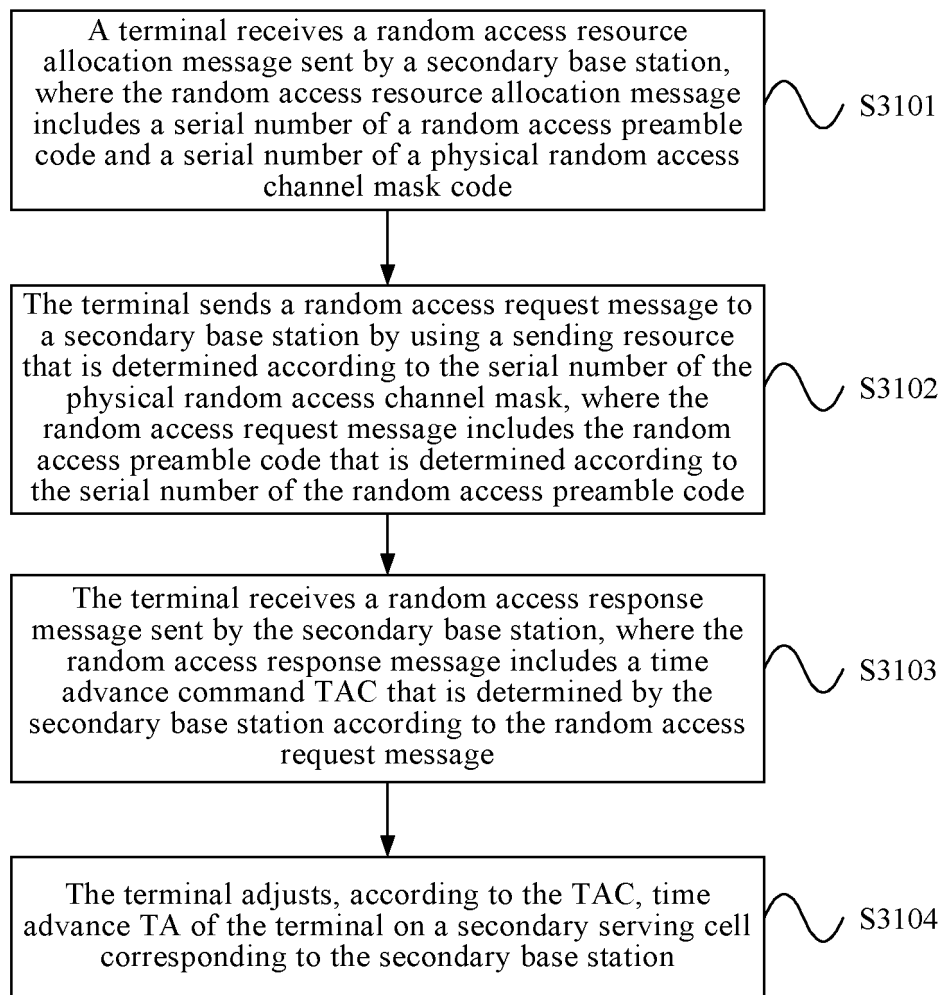 A terminal receives a random access resource
allocation message sent by a secondary base station,
where the random access resource allocation message
includes a serial number of a random access preamble
code and a serial number of a physical random access
channel mask code
S3101
The terminal sends a random access request message to
a secondary base station by using a sending resource
that is determined according to the serial number of the
physical random access channel mask, where the
random access request message includes the random
access preamble code that is determined according to
the serial number of the random access preamble code
S3102
The terminal receives a random access response
message sent by the secondary base station, where the
random access response message includes a time
advance command TAC that is determined by the
secondary base station according to the random access
request message
S3103
The terminal adjusts, according to the TAC, time
advance TA of the terminal on a secondary serving cell
corresponding to the secondary base station
S3104